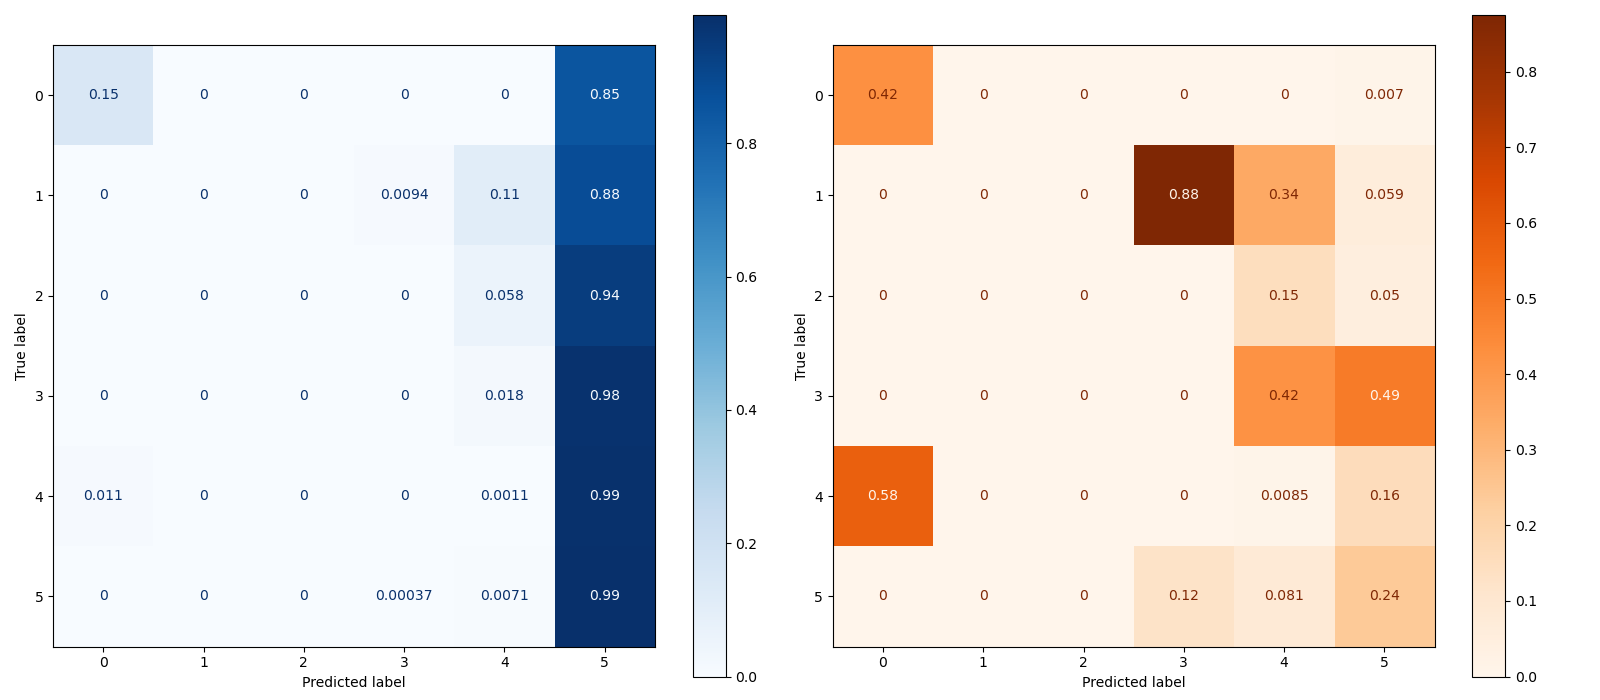 0 0.15 0 0 0 0 0.85
1 0 0 0 0.0094 0.11 0.88
2 0 0 0 0 0.058 0.94
3 0 0 0 0 0.018 0.98
4 0.011 0 0 0 0.0011 0.99
5 0 0 0 0.00037 0.0071 0.99
0 1 2 3 4 5
Predicted label
True label
0.8
0.6
0.4
0.2
0.0
0 0.42 0 0 0 0 0.007
1 0 0 0 0.88 0.34 0.059
2 0 0 0 0 0.15 0.05
3 0 0 0 0 0.42 0.49
4 0.58 0 0 0 0.0085 0.16
5 0 0 0 0.12 0.081 0.24
0 1 2 3 4 5
Predicted label
True label
0.8
0.7
0.6
0.5
0.4
0.3
0.2
0.1
0.0